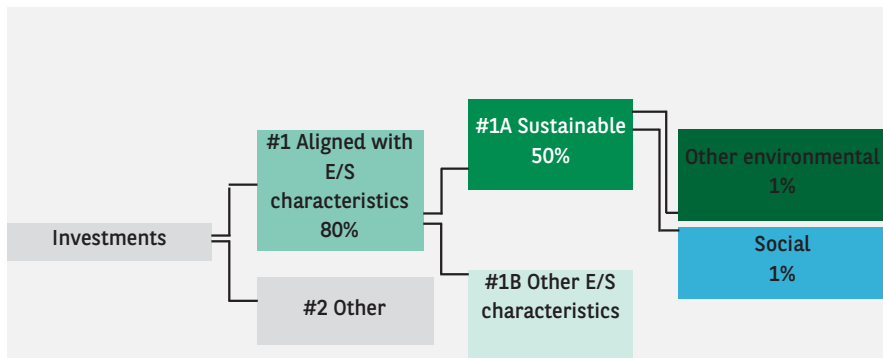 Investments
#1 Aligned with
E/S
characteristics
80%
#2 Other
#1A Sustainable
50%
#1B Other E/S
characteristics
Other environmental
1%
Social
1%